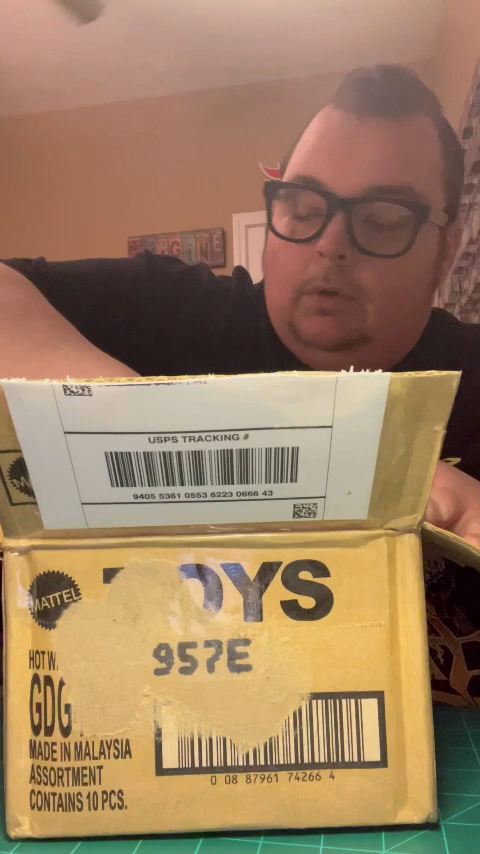 USPS TRACKING #
9405 5361 0553 6223 0666 43
TOYS
MATTEL
957E
HOT W
GDG
MADE IN MALAYSIA
ASSORTMENT
CONTAINS 10 PCS.
0 08 87961 74266 4